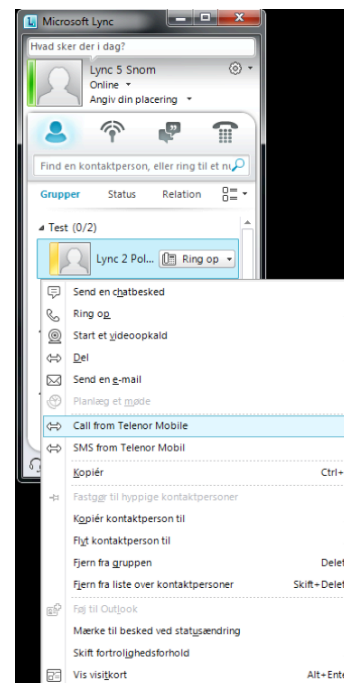 Microsoft Lync
Hvad sker der i dag?
Lync 5 Snom
Online
Angiv din placering
Find en kontaktperson, eller ring til et nu
Grupper Status Relation
Test (0/2)
Lync 2 Pol... Ring op
Send en chatbesked
Ring op
Start et videoopkald
Del
Send en e-mail
Planlæg et møde
Call from Telenor Mobile
SMS from Telenor Mobil
Kopiér Ctrl+
Fastgør til hyppige kontaktpersoner
Kopiér kontaktperson til
Flyt kontaktperson til
Fjern fra gruppen Delet
Fjern fra liste over kontaktpersoner Skift+Delet
Føj til Outlook
Mærke til besked ved statusændring
Skift fortrolighedsforhold
Vis visitkort Alt+Ente